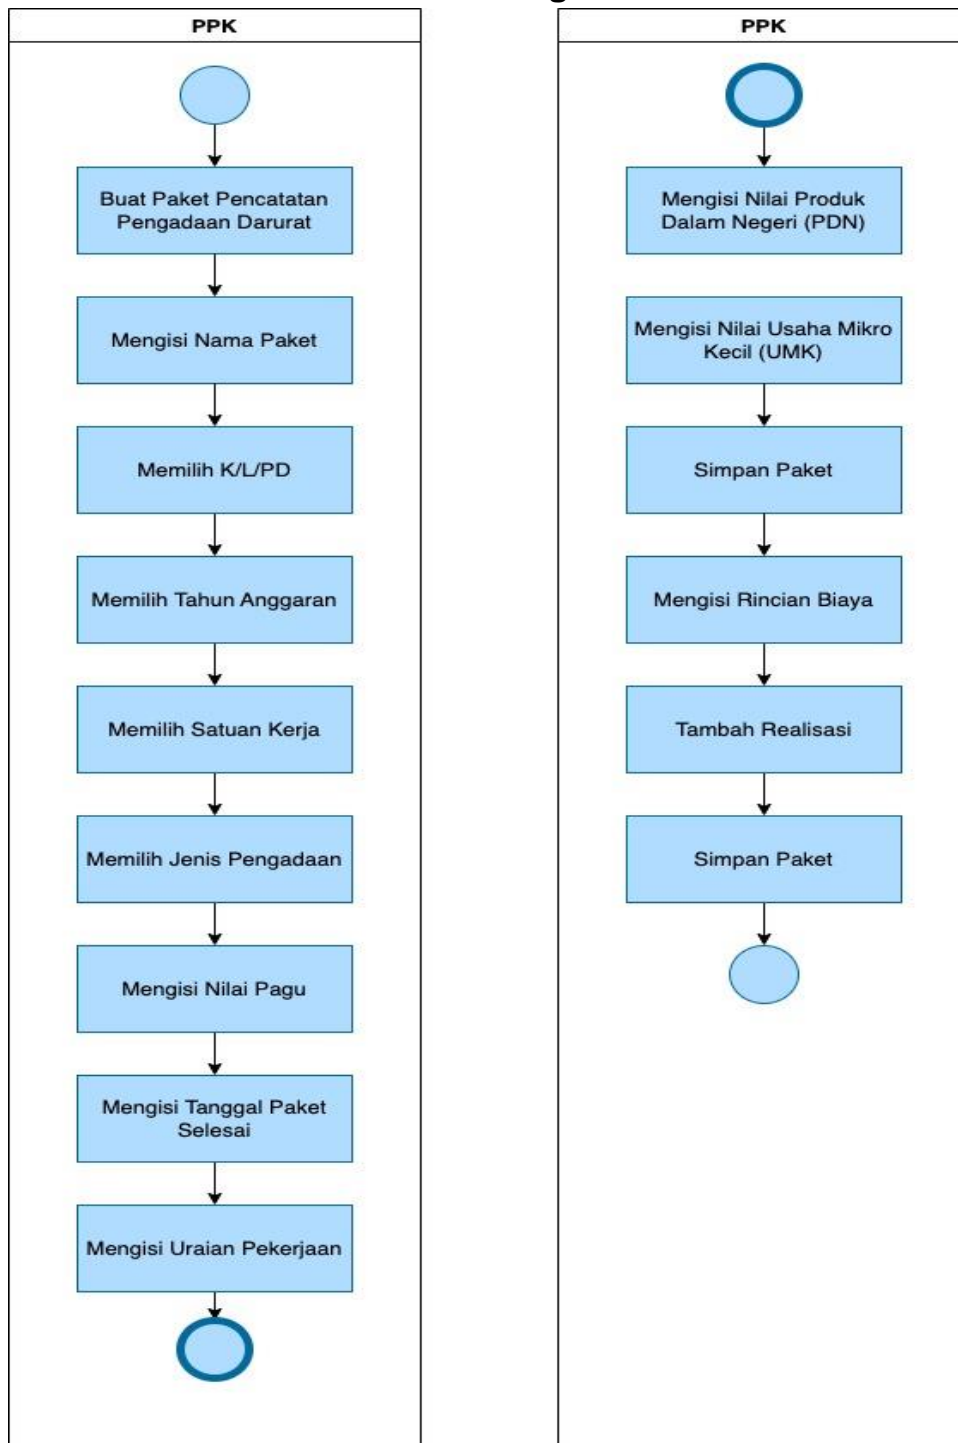 PPK
Buat Paket Pencatatan
Pengadaan Darurat
Mengisi Nama Paket
Memilih K/L/PD
Memilih Tahun Anggaran
Memilih Satuan Kerja
Memilih Jenis Pengadaan
Mengisi Nilai Pagu
Mengisi Tanggal Paket
Selesai
Mengisi Uraian Pekerjaan
PPK
Mengisi Nilai Produk
Dalam Negeri (PDN)
Mengisi Nilai Usaha Mikro
Kecil (UMK)
Simpan Paket
Mengisi Rincian Biaya
Tambah Realisasi
Simpan Paket